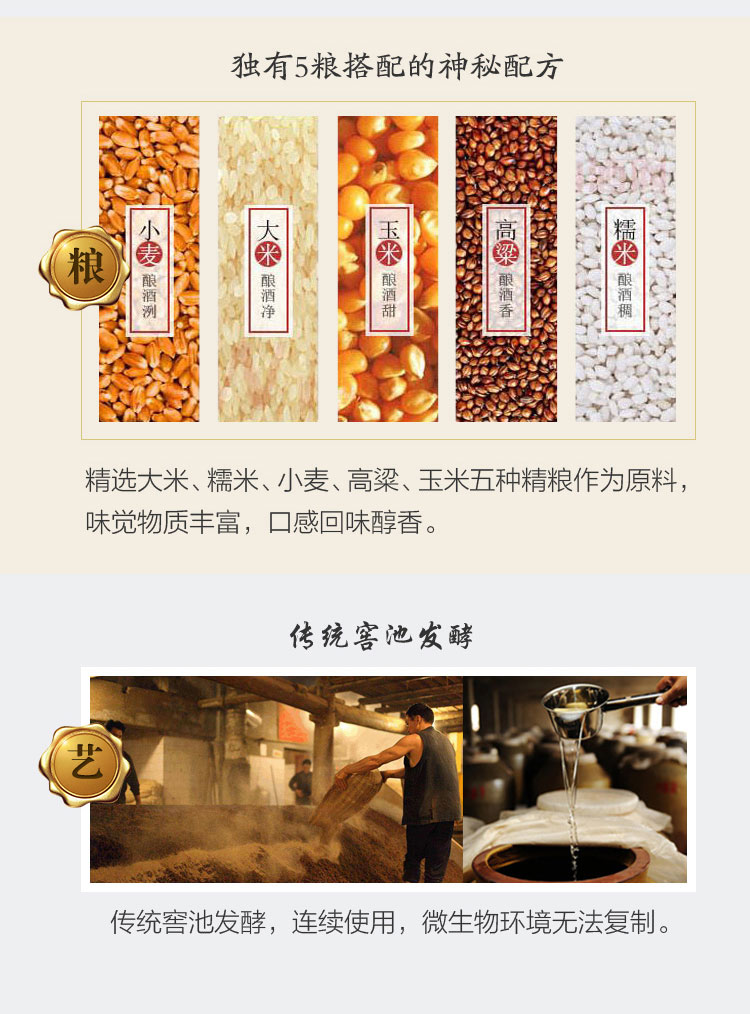 独有5粮搭配的神秘配方
粮
小麦
酿酒洌
大米
酿酒净
玉米
酿酒甜
高粱
酿酒香
糯米
酿酒稠
精选大米、糯米、小麦、高粱、玉米五种精粮作为原料，
味觉物质丰富，口感回味醇香。
传统窖池发酵
艺
传统窖池发酵，连续使用，微生物环境无法复制。